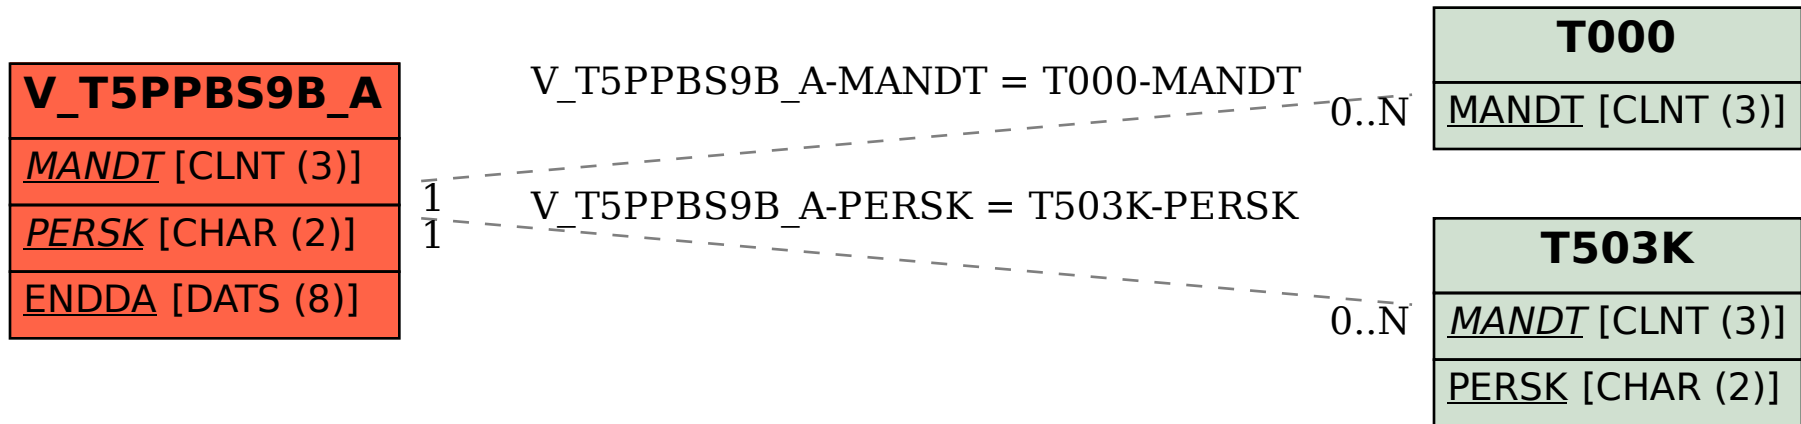 V_T5PPBS9B_A
MANDT [CLNT (3)]
PERSK [CHAR (2)]
ENDDA [DATS (8)]
V_T5PPBS9B_A-MANDT = T000-MANDT
0..N
1
V_T5PPBS9B_A-PERSK = T503K-PERSK
1
0..N
T000
MANDT [CLNT (3)]
T503K
MANDT [CLNT (3)]
PERSK [CHAR (2)]